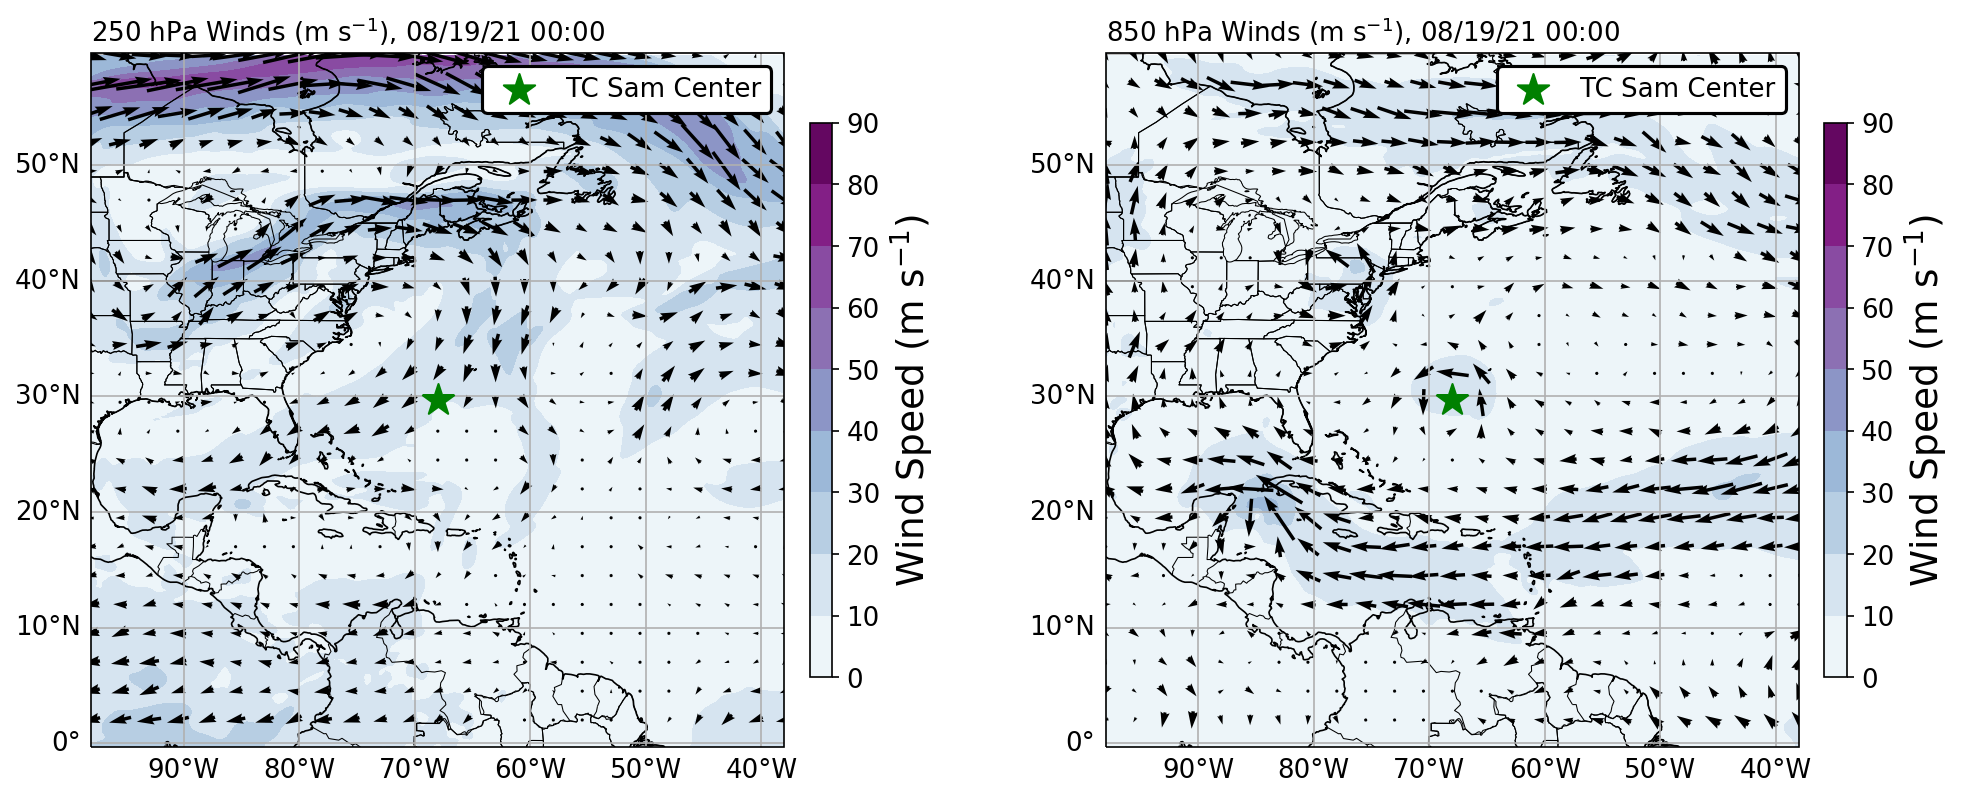 250 hPa Winds (m s⁻¹), 08/19/21 00:00
TC Sam Center
50°N
40°N
30°N
20°N
10°N
0°
90°W 80°W 70°W 60°W 50°W 40°W
90
80
70
60
50
40
30
20
10
0
Wind Speed (m s⁻¹)
850 hPa Winds (m s⁻¹), 08/19/21 00:00
TC Sam Center
50°N
40°N
30°N
20°N
10°N
0°
90°W 80°W 70°W 60°W 50°W 40°W
90
80
70
60
50
40
30
20
10
0
Wind Speed (m s⁻¹)